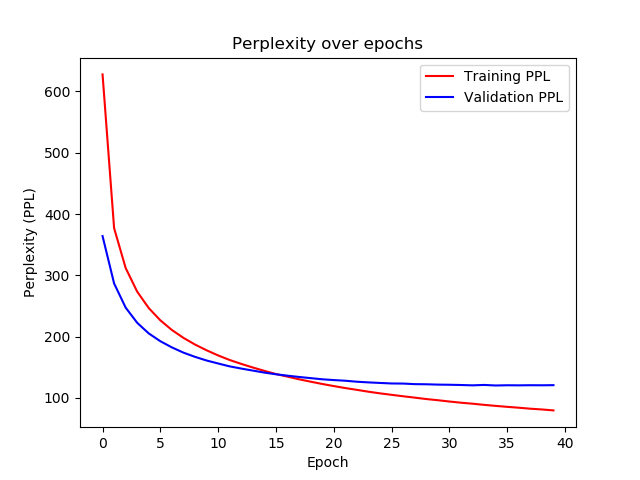 Perplexity over epochs
Training PPL
Validation PPL
600
500
400
300
200
100
Perplexity (PPL)
0 5 10 15 20 25 30 35 40
Epoch